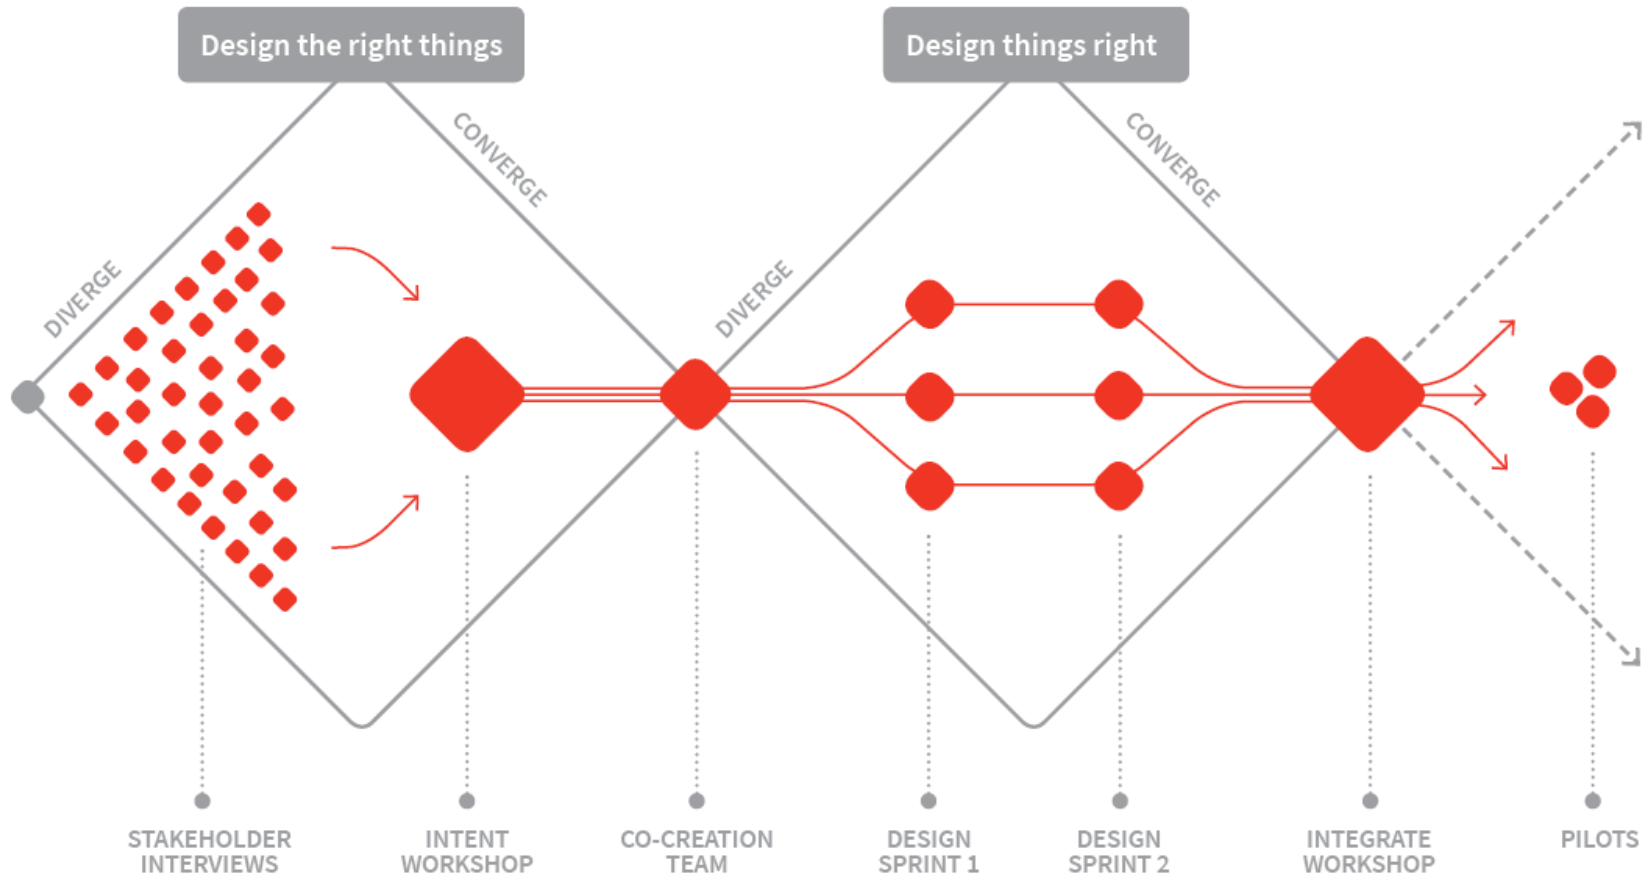 Design the right things
Design things right
DIVERGE
CONVERGE
DIVERGE
CONVERGE
STAKEHOLDER
INTERVIEWS
INTENT
WORKSHOP
CO-CREATION
TEAM
DESIGN
SPRINT 1
DESIGN
SPRINT 2
INTEGRATE
WORKSHOP
PILOTS